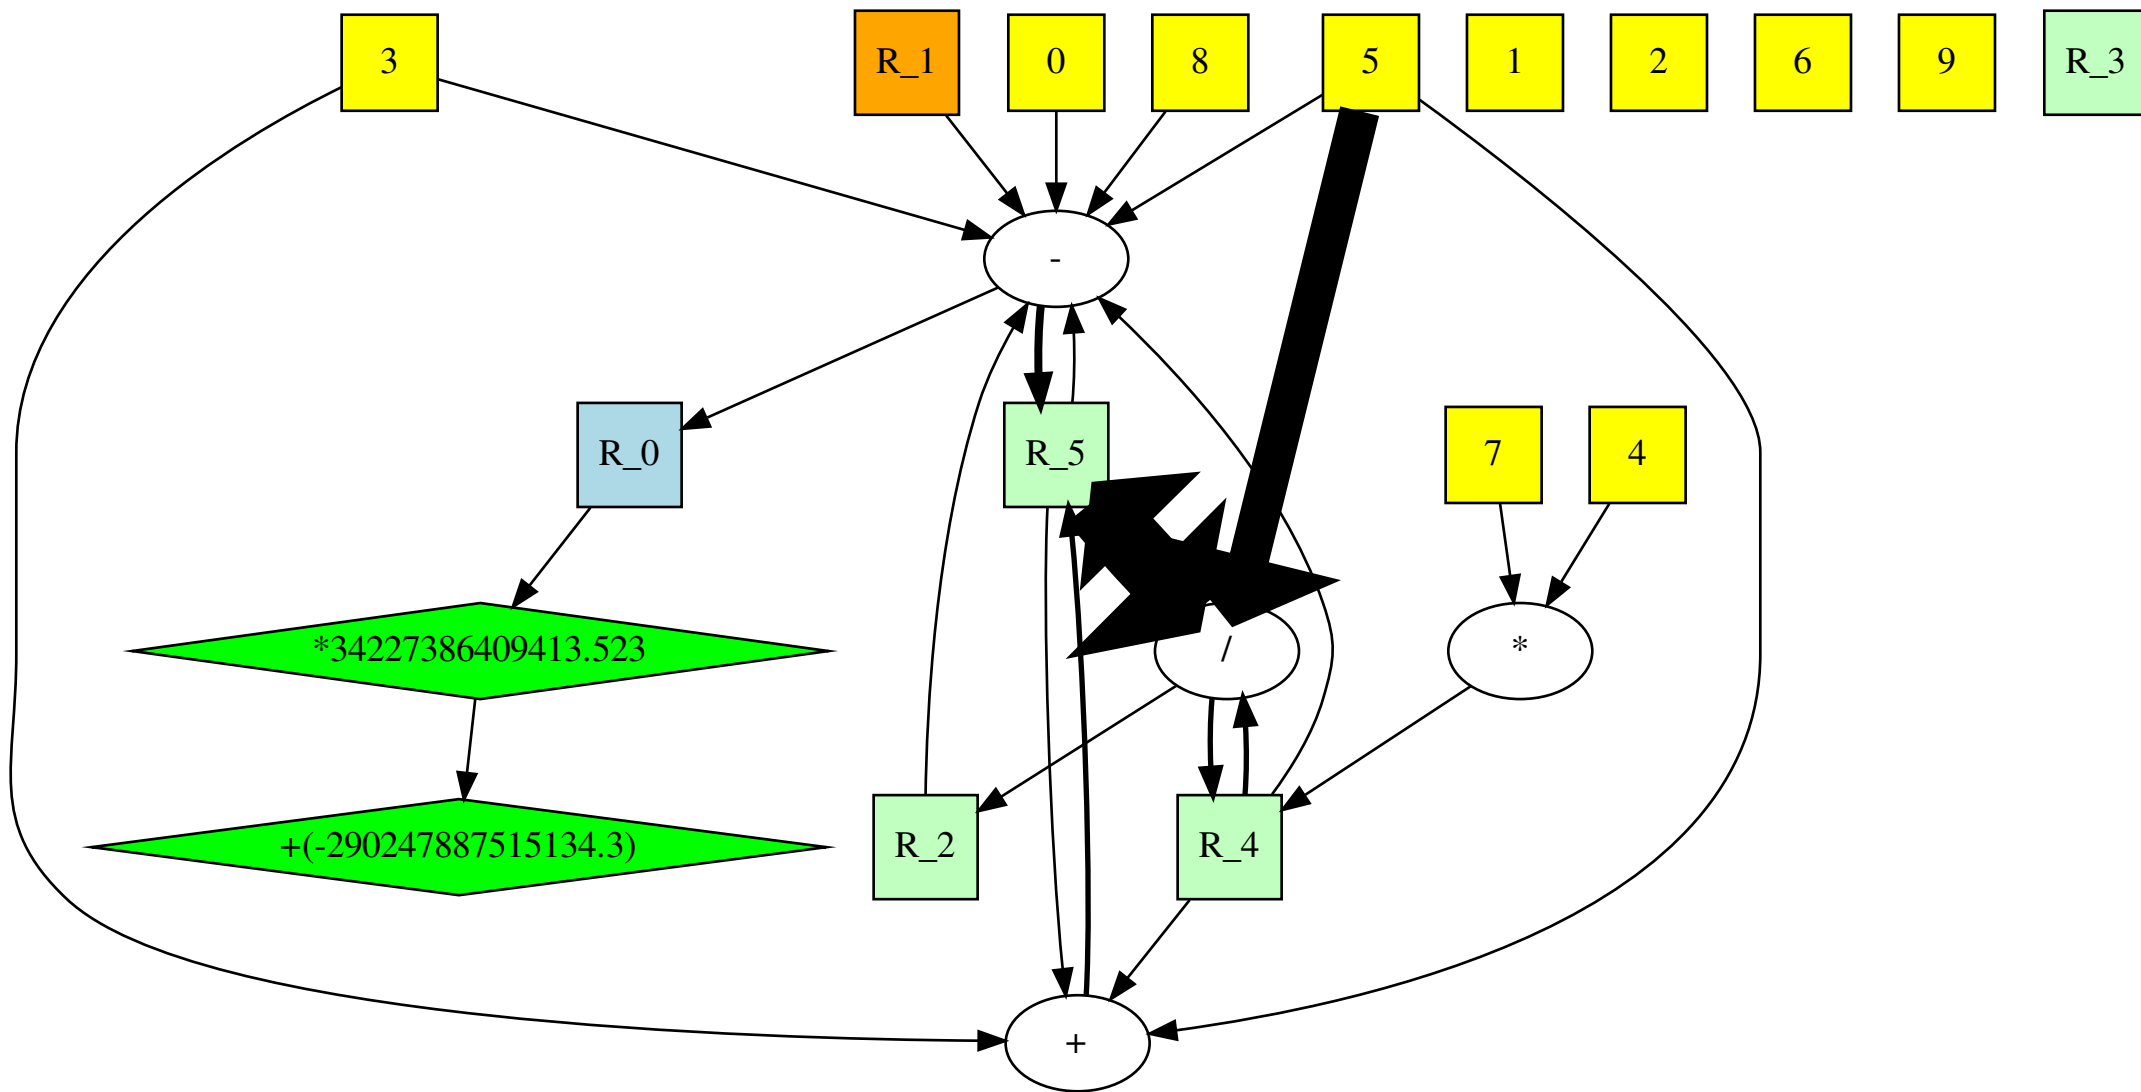 3
R_1
0
8
5
1
2
6
9
R_3
-
R_0
R_5
7
4
*34227386409413.523
/
*
+(-290247887515134.3)
R_2
R_4
+